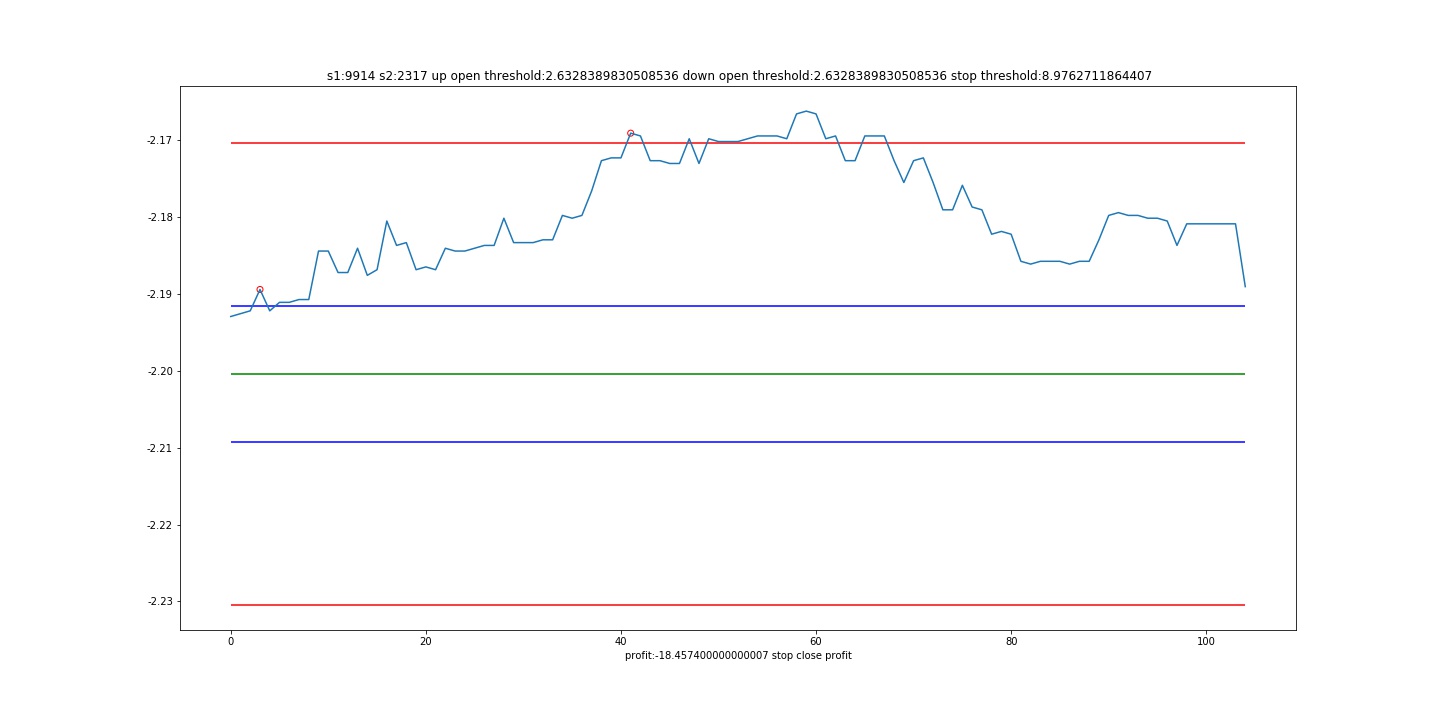 s1:9914 s2:2317 up open threshold:2.6328389830508536 down open threshold:2.6328389830508536 stop threshold:8.9762711864407
-2.17
-2.18
-2.19
-2.20
-2.21
-2.22
-2.23
0 20 40 60 80 100
profit:-18.457400000000007 stop close profit